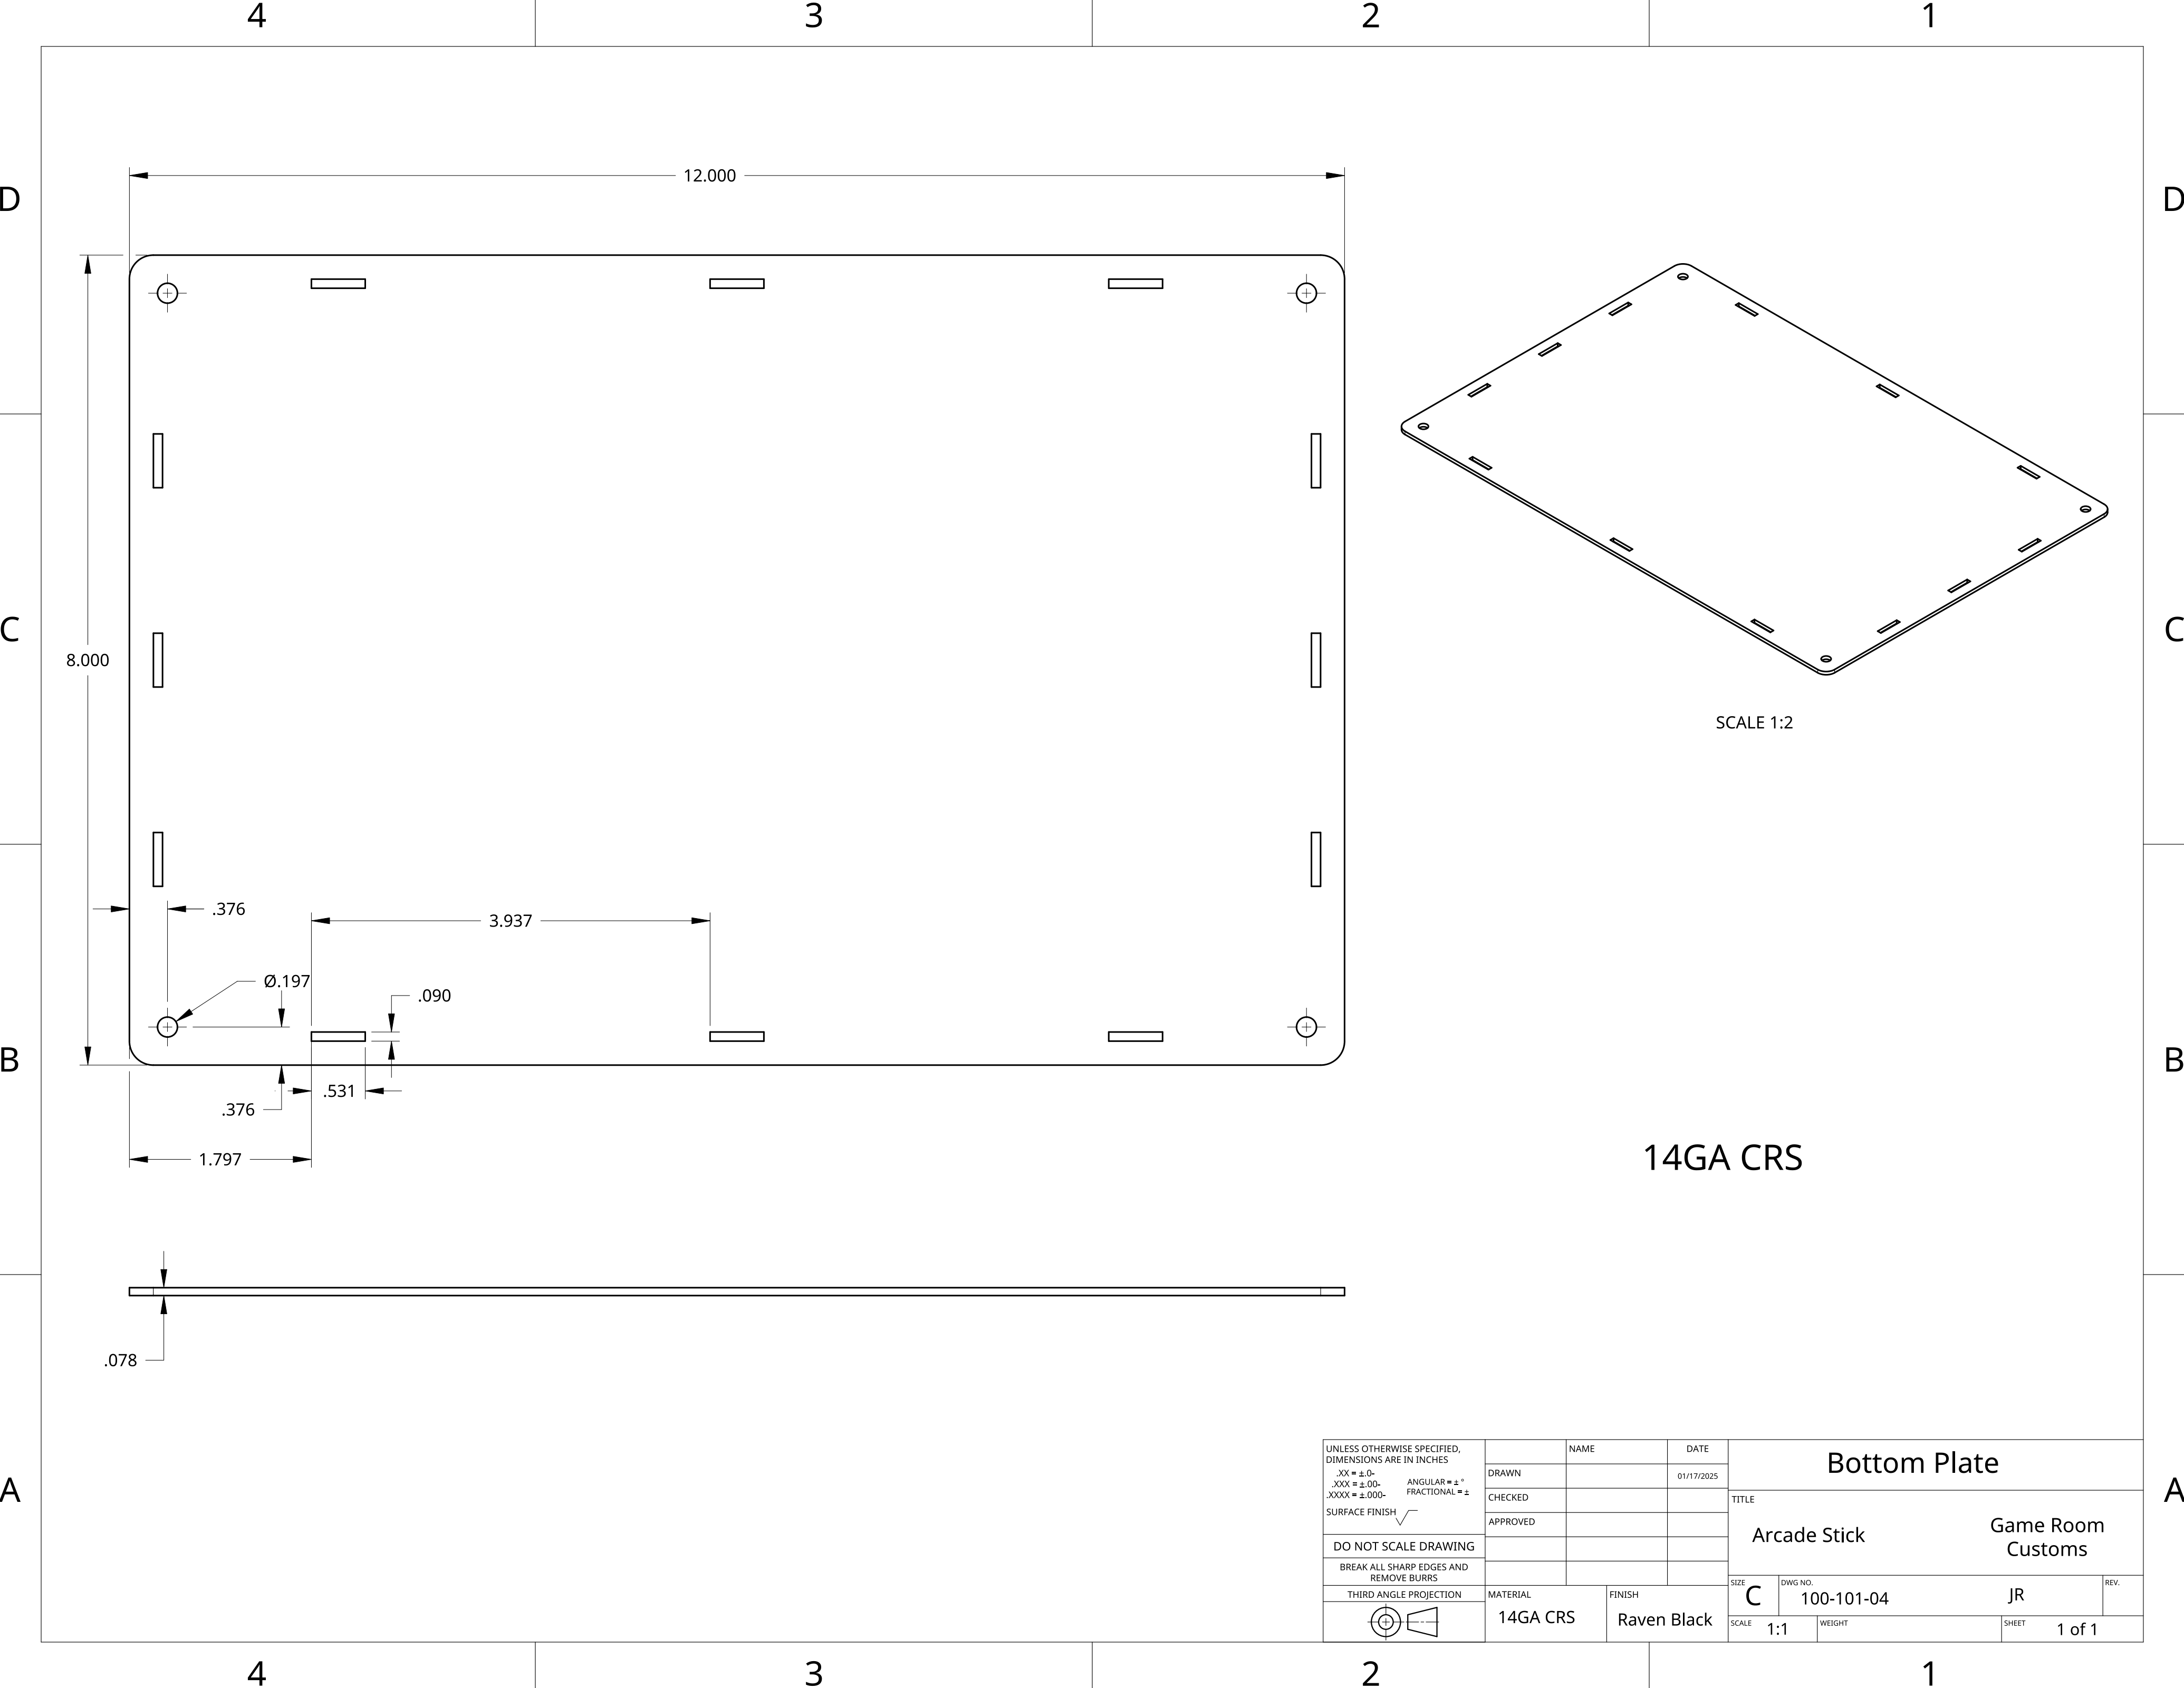 4 3 2 1
D D
12.000
8.000
SCALE 1:2
C C
.376
3.937
Ø.197
.090
B B
.531
.376
1.797
14GA CRS
.078
A A
UNLESS OTHERWISE SPECIFIED,
DIMENSIONS ARE IN INCHES
.XX = ±.0-
.XXX = ±.00-
.XXXX = ±.000-
ANGULAR = ± °
FRACTIONAL = ±
SURFACE FINISH
DO NOT SCALE DRAWING
BREAK ALL SHARP EDGES AND
REMOVE BURRS
THIRD ANGLE PROJECTION
NAME DATE
DRAWN 01/17/2025
CHECKED
APPROVED
MATERIAL
14GA CRS
FINISH
Raven Black
Bottom Plate
TITLE
Arcade Stick
Game Room
Customs
SIZE
C
DWG NO.
100-101-04
JR
REV.
SCALE
1:1
WEIGHT
SHEET
1 of 1
4 3 2 1